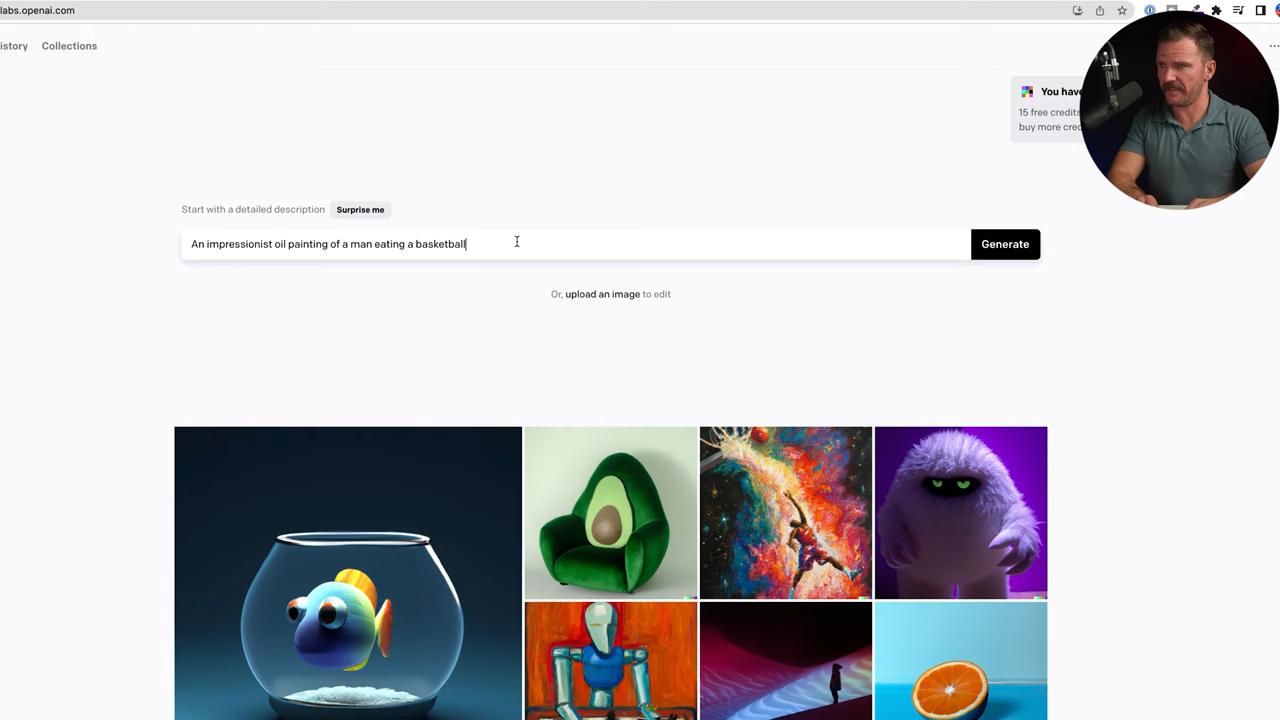 labs.openai.com
istory Collections
You have
15 free credits
buy more cred
Start with a detailed description Surprise me
An impressionist oil painting of a man eating a basketball
Generate
Or, upload an image to edit